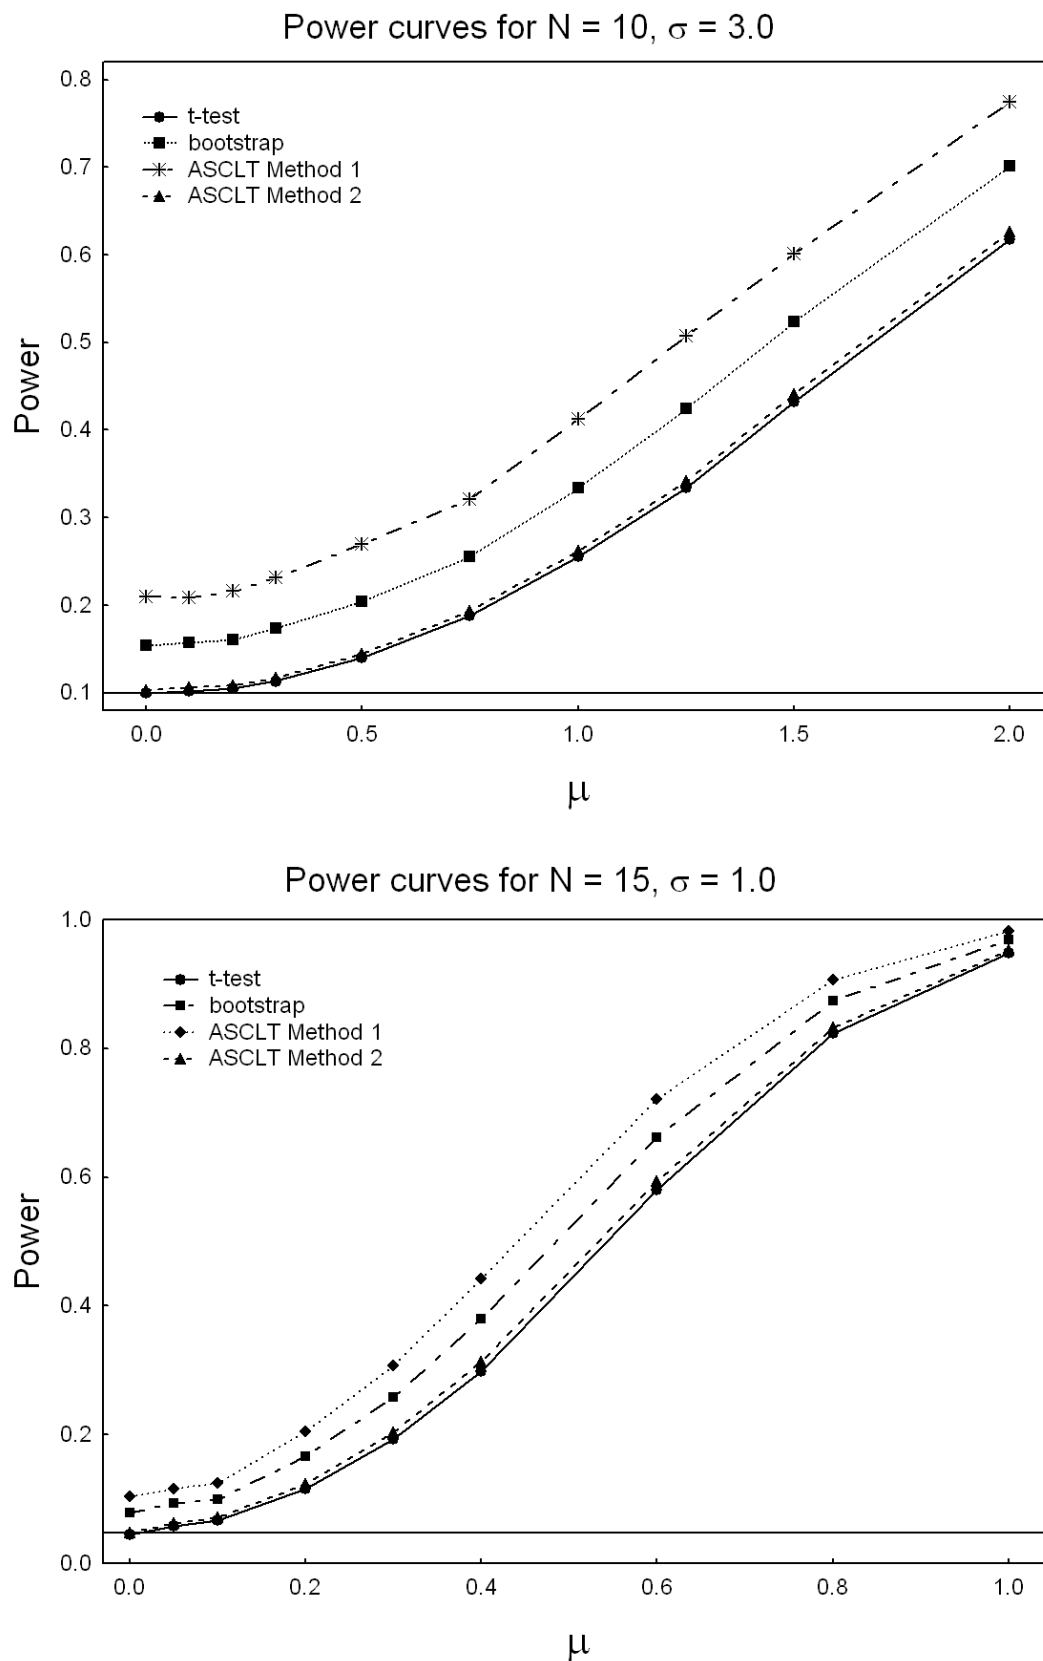 Power curves for N = 10, σ = 3.0
0.8
t-test
bootstrap
ASCLT Method 1
ASCLT Method 2
0.7
0.6
0.5
0.4
0.3
0.2
0.1
Power
0.0 0.5 1.0 1.5 2.0
μ
Power curves for N = 15, σ = 1.0
1.0
t-test
bootstrap
ASCLT Method 1
ASCLT Method 2
0.8
0.6
0.4
0.2
0.0
Power
0.0 0.2 0.4 0.6 0.8 1.0
μ